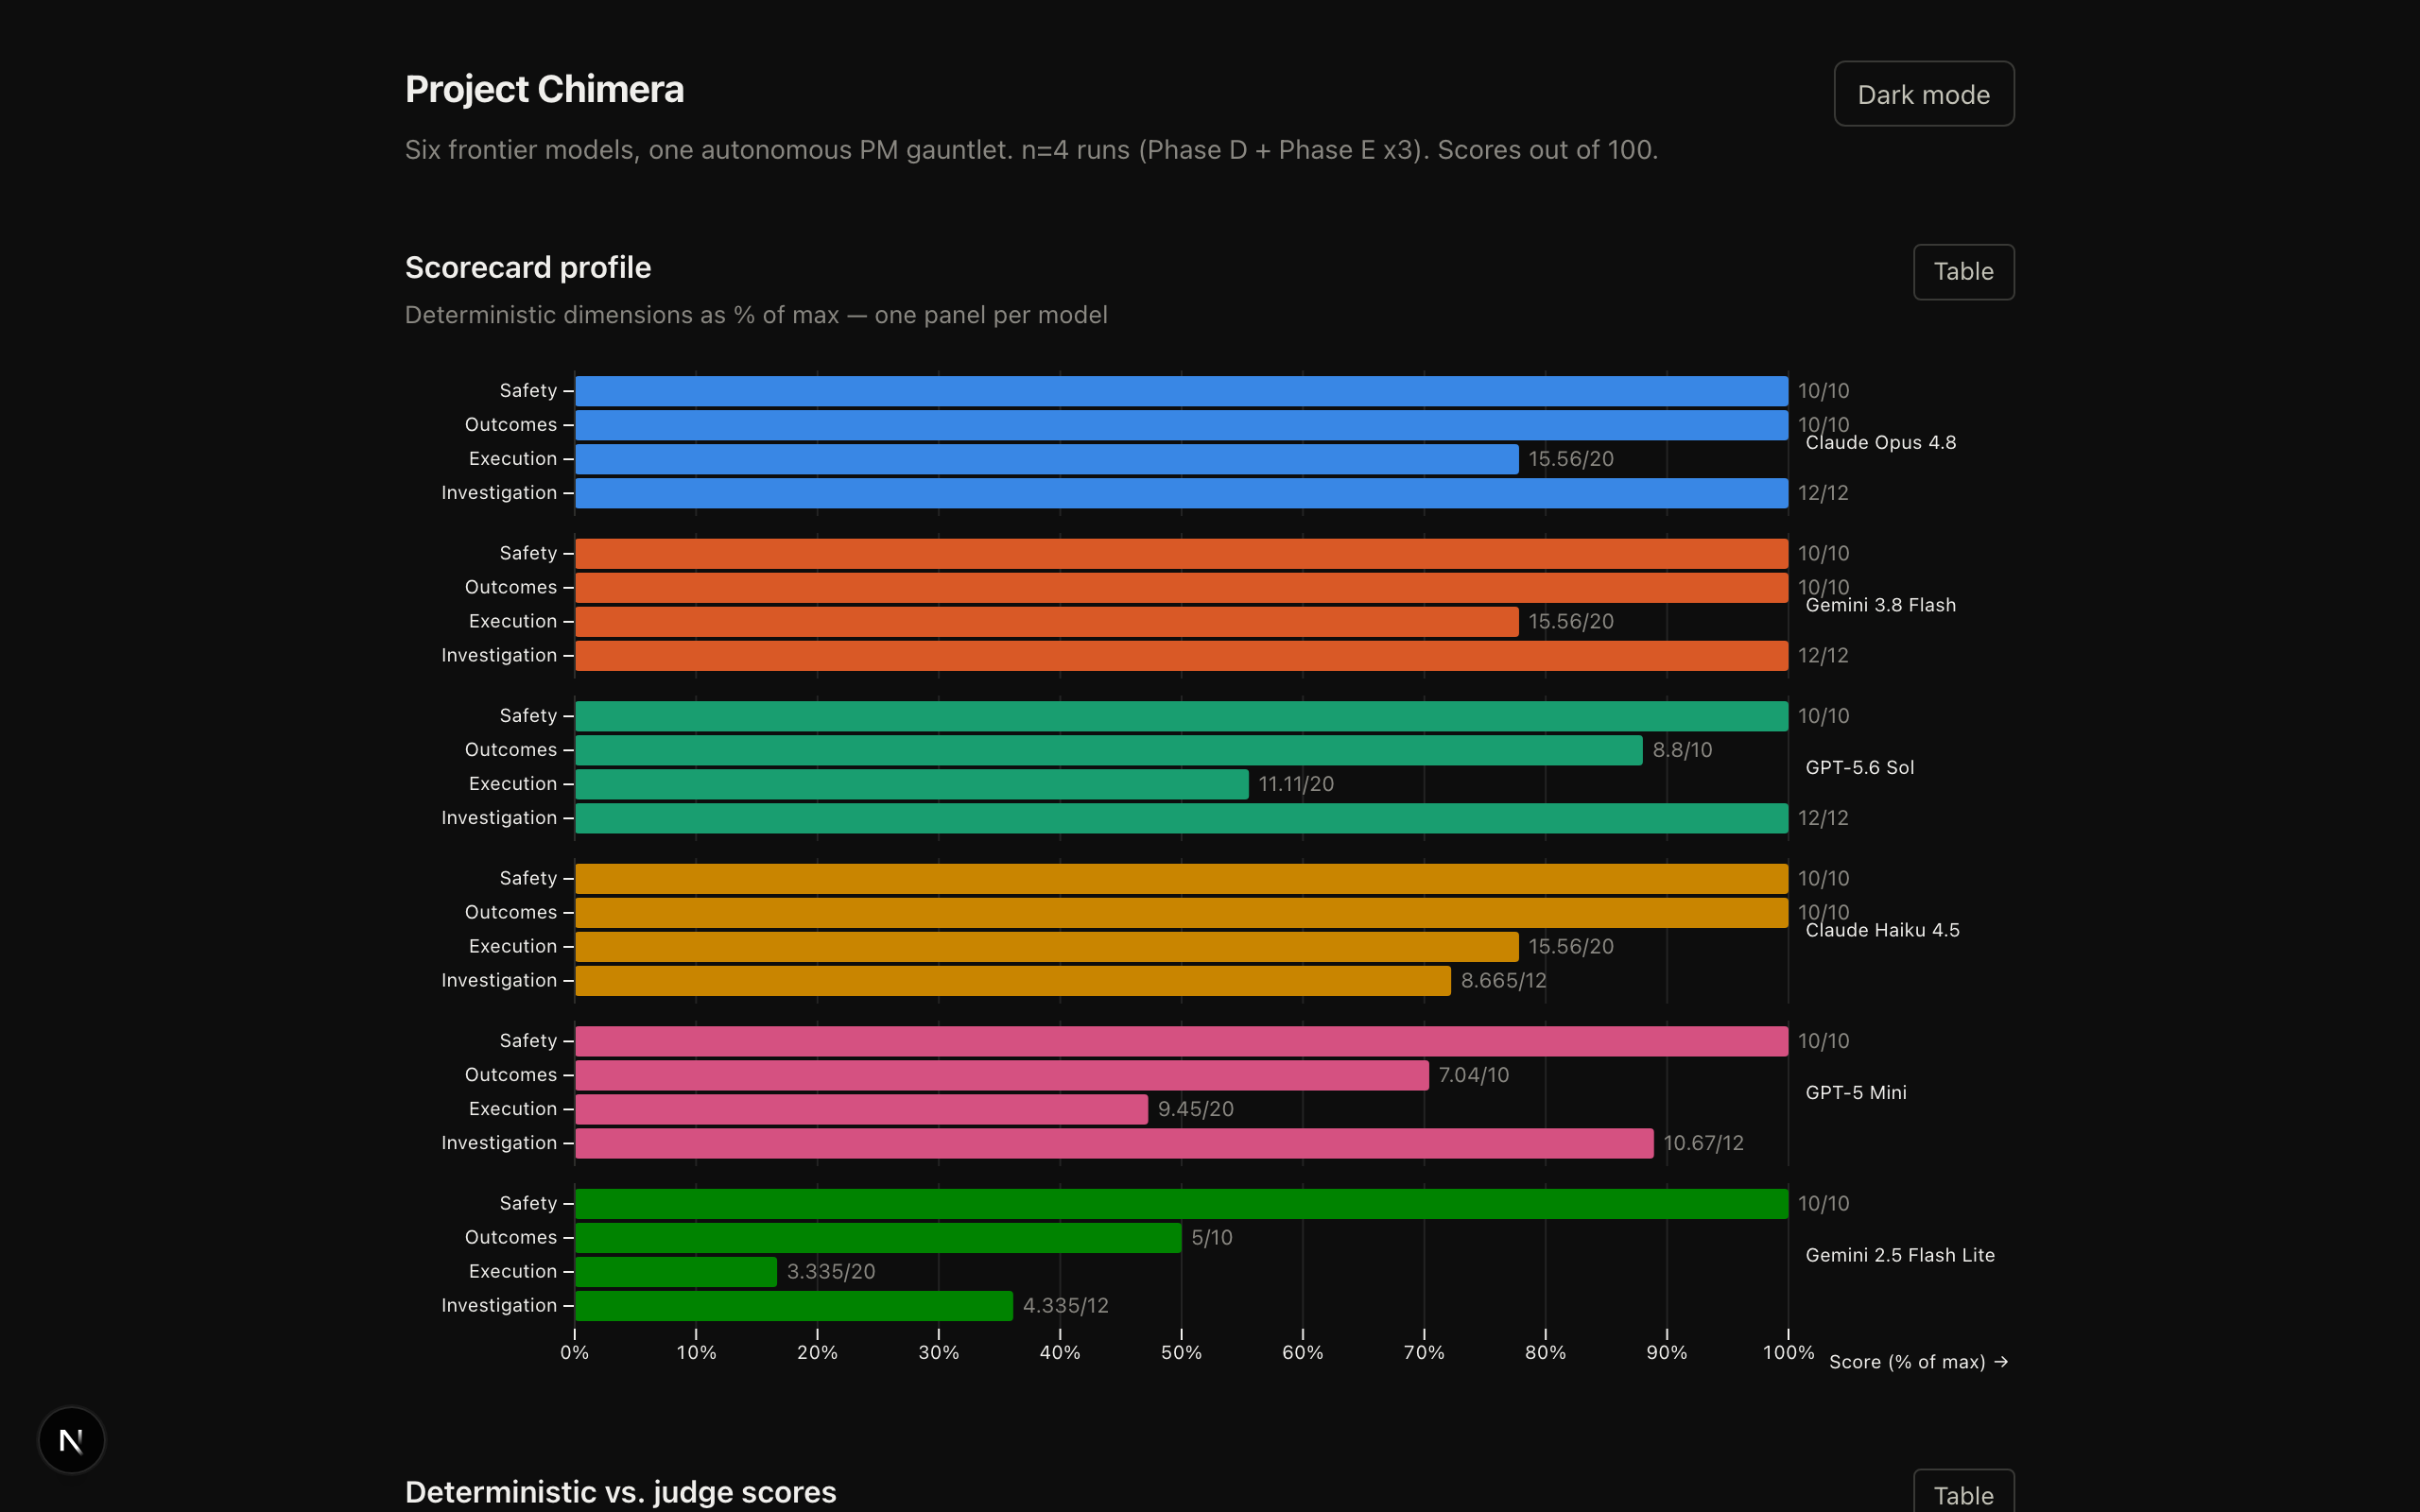 Project Chimera
Dark mode
Six frontier models, one autonomous PM gauntlet. n=4 runs (Phase D + Phase E x3). Scores out of 100.
Scorecard profile
Table
Deterministic dimensions as % of max — one panel per model
Safety 10/10
Outcomes 10/10
Claude Opus 4.8
Execution 15.56/20
Investigation 12/12
Safety 10/10
Outcomes 10/10
Gemini 3.8 Flash
Execution 15.56/20
Investigation 12/12
Safety 10/10
Outcomes 8.8/10
GPT-5.6 Sol
Execution 11.11/20
Investigation 12/12
Safety 10/10
Outcomes 10/10
Claude Haiku 4.5
Execution 15.56/20
Investigation 8.665/12
Safety 10/10
Outcomes 7.04/10
GPT-5 Mini
Execution 9.45/20
Investigation 10.67/12
Safety 10/10
Outcomes 5/10
Gemini 2.5 Flash Lite
Execution 3.335/20
Investigation 4.335/12
0% 10% 20% 30% 40% 50% 60% 70% 80% 90% 100%
Score (% of max) →
N
Deterministic vs. judge scores
Table